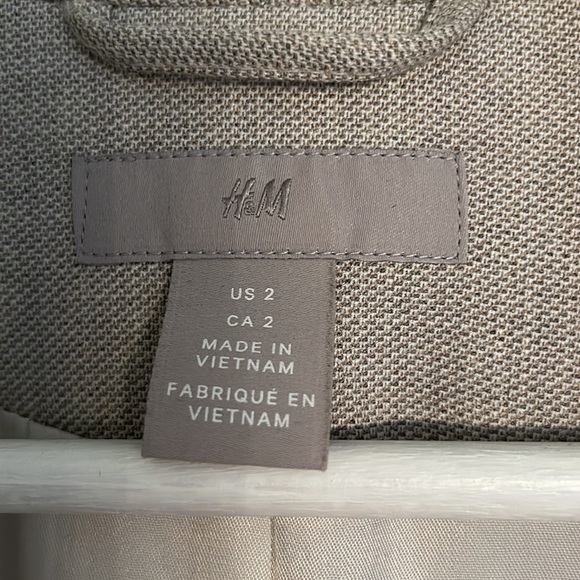 H&M
US 2
CA 2
MADE IN
VIETNAM
FABRIQUÉ EN
VIETNAM